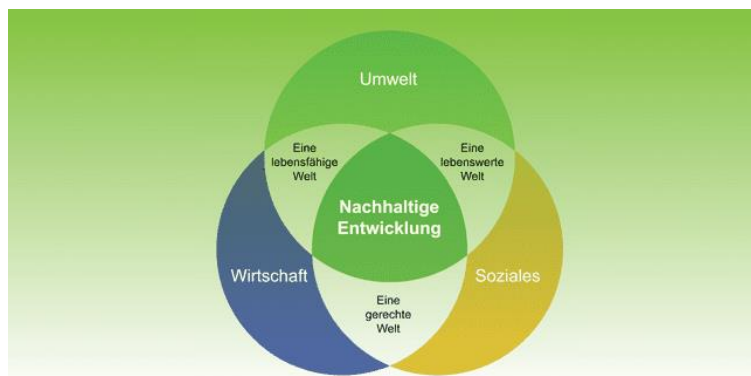 Umwelt
Eine
lebensfähige
Welt
Eine
lebenswerte
Welt
Nachhaltige
Entwicklung
Wirtschaft
Soziales
Eine
gerechte
Welt